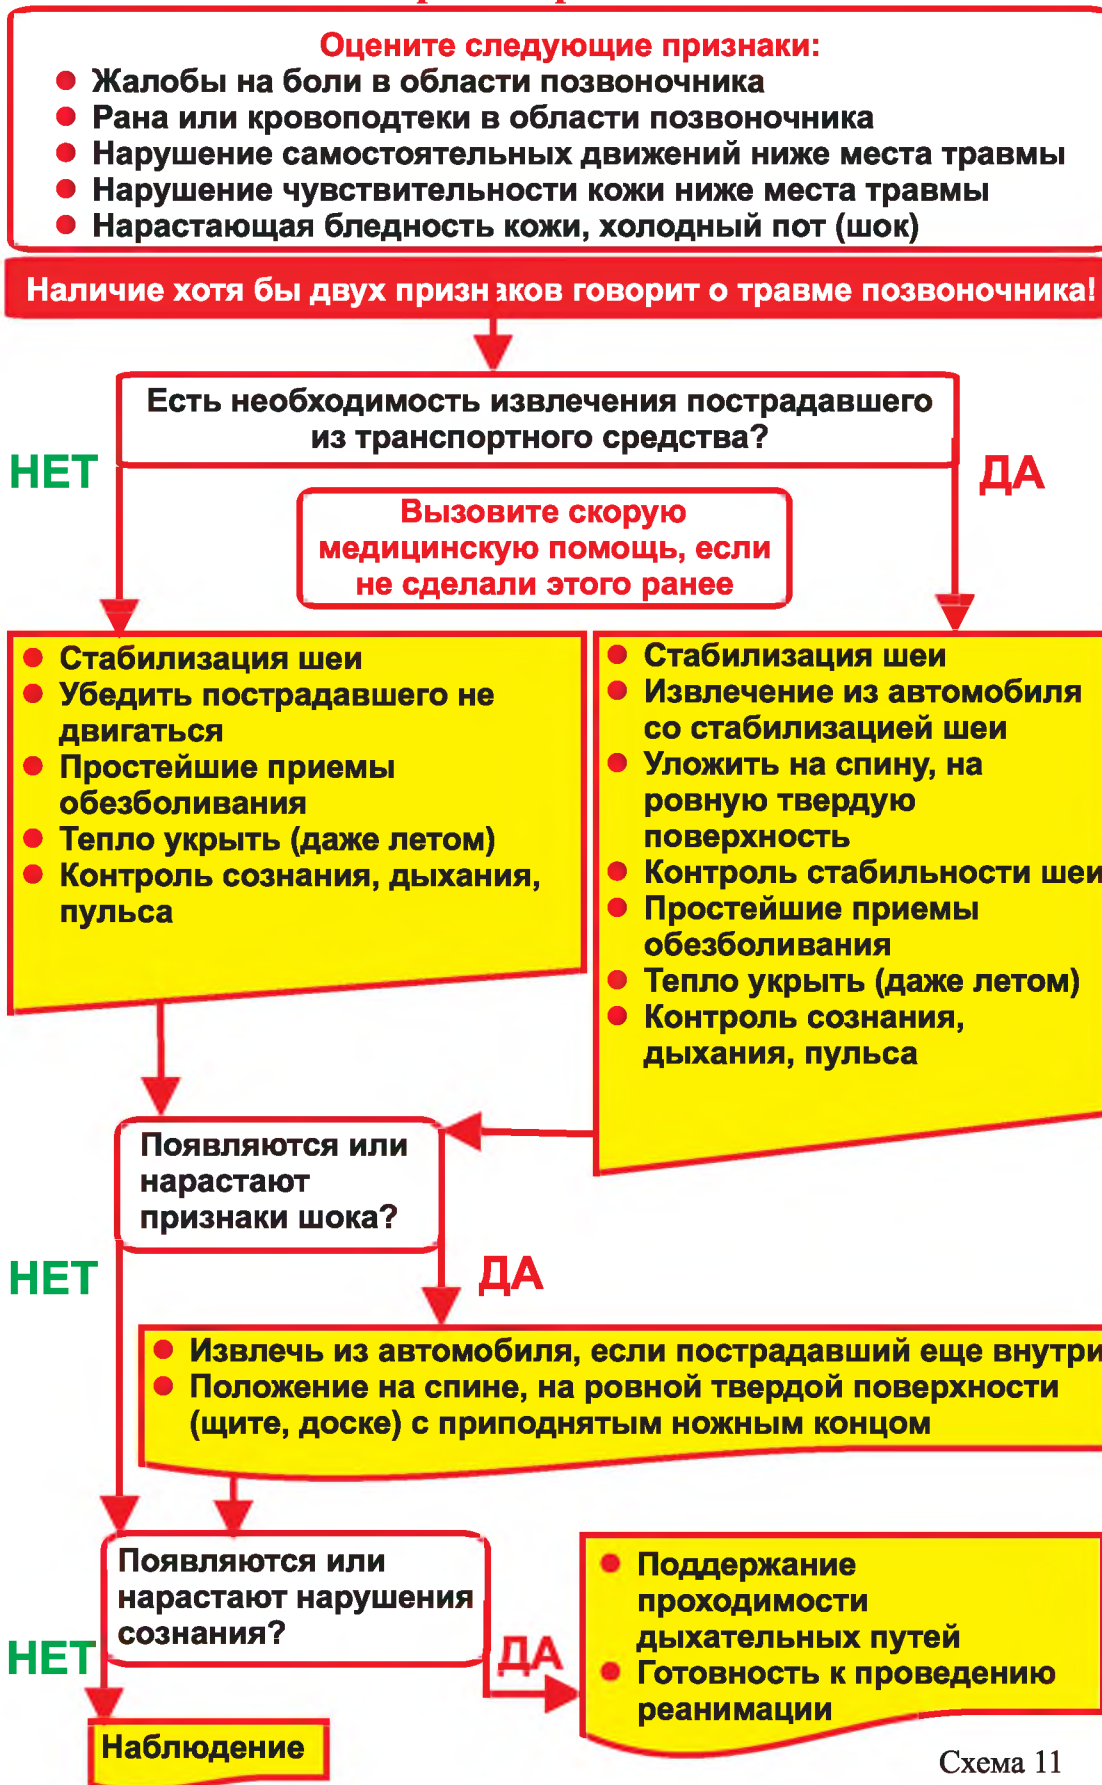 Оцените следующие признаки:
Жалобы на боли в области позвоночника
Рана или кровоподтеки в области позвоночника
Нарушение самостоятельных движений ниже места травмы
Нарушение чувствительности кожи ниже места травмы
Нарастающая бледность кожи, холодный пот (шок)
Наличие хотя бы двух признаков говорит о травме позвоночника!
Есть необходимость извлечения пострадавшего
из транспортного средства?
НЕТ
ДА
Вызовите скорую
медицинскую помощь, если
не сделали этого ранее
Стабилизация шеи
Убедить пострадавшего не
двигаться
Простейшие приемы
обезболивания
Тепло укрыть (даже летом)
Контроль сознания, дыхания,
пульса
Стабилизация шеи
Извлечение из автомобиля
со стабилизацией шеи
Уложить на спину, на
ровную твердую
поверхность
Контроль стабильности шеи
Простейшие приемы
обезболивания
Тепло укрыть (даже летом)
Контроль сознания,
дыхания, пульса
Появляются или
нарастают
признаки шока?
НЕТ
ДА
Извлечь из автомобиля, если пострадавший еще внутри
Положение на спине, на ровной твердой поверхности
(щите, доске) с приподнятым ножным концом
Появляются или
нарастают нарушения
сознания?
НЕТ
ДА
Поддержание
проходимости
дыхательных путей
Готовность к проведению
реанимации
Наблюдение
Схема 11